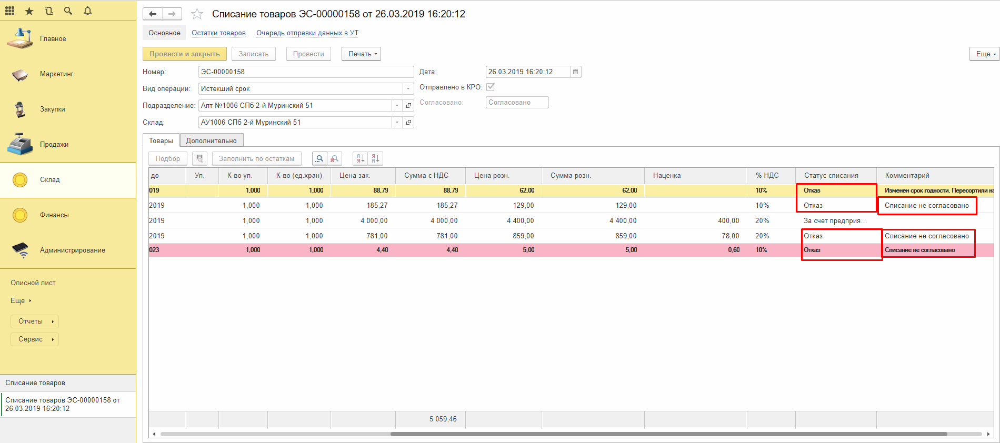 Главное
Маркетинг
Закупки
Продажи
Склад
Финансы
Администрирование
Описной лист
Еще
Отчеты
Сервис
Списание товаров
Списание товаров ЭС-00000158 от
26.03.2019 16:20:12
Списание товаров ЭС-00000158 от 26.03.2019 16:20:12
Основное Остатки товаров Очередь отправки данных в УТ
Провести и закрыть Записать Провести Печать Еще
Номер: ЭС-00000158 Дата: 26.03.2019 16:20:12
Вид операции: Истекший срок Отправлено в КРО:
Подразделение: Апт №1006 СПб 2-й Муринский 51 Согласовано: Согласовано
Склад: АУ1006 СПб 2-й Муринский 51
Товары Дополнительно
Подбор Заполнить по остаткам
до Уп. К-во уп. К-во (ед.хран) Цена зак. Сумма с НДС Цена розн. Сумма розн. Наценка % НДС Статус списания Комментарий
2019 1,000 1,000 88,79 88,79 62,00 62,00 10% Отказ Изменен срок годности. Пересортили на
2019 1,000 1,000 185,27 185,27 129,00 129,00 10% Отказ Списание не согласовано
2019 1,000 1,000 4 000,00 4 000,00 4 400,00 4 400,00 400,00 20% За счет предприя...
2019 1,000 1,000 781,00 781,00 859,00 859,00 78,00 20% Отказ Списание не согласовано
023 1,000 1,000 4,40 4,40 5,00 5,00 0,60 10% Отказ Списание не согласовано
5 059,46